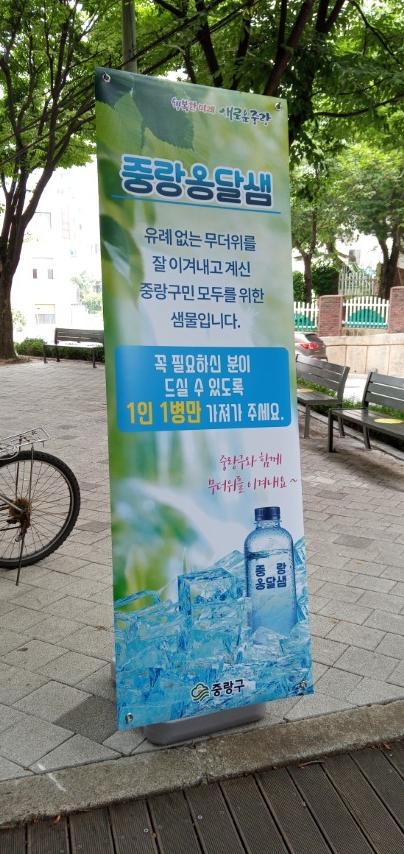 행복한 미래 새로운 중랑
중랑옹달샘
유례 없는 무더위를
잘 이겨내고 계신
중랑구민 모두를 위한
샘물입니다.
꼭 필요하신 분이
드실 수 있도록
1인 1병만 가져가 주세요.
중랑구와 함께
무더위를 이겨내요~
중랑
옹달샘
중랑구